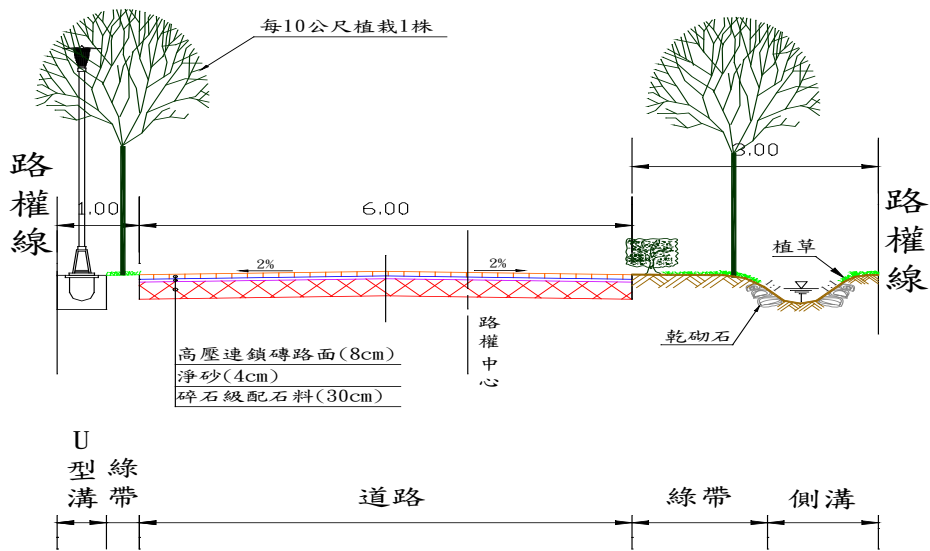 每10公尺植栽1株
路權線
1.00
6.00
3.00
路權線
2%
2%
植草
乾砌石
路權中心
高壓連鎖磚路面(8cm)
淨砂(4cm)
碎石級配石料(30cm)
U型溝
綠帶
道路
綠帶
側溝